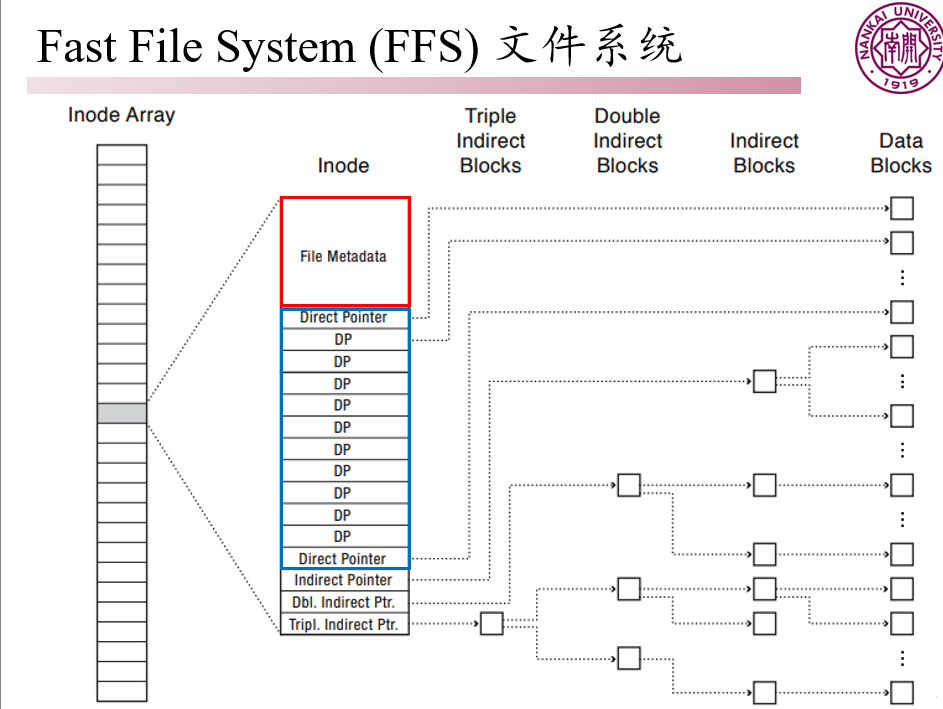 Fast File System (FFS) 文件系统
NANKAI UNIVERSITY
南開
1919
Inode Array
Inode
Triple
Indirect
Blocks
Double
Indirect
Blocks
Indirect
Blocks
Data
Blocks
File Metadata
Direct Pointer
DP
DP
DP
DP
DP
DP
DP
DP
DP
DP
Direct Pointer
Indirect Pointer
Dbl. Indirect Ptr.
Tripl. Indirect Ptr.